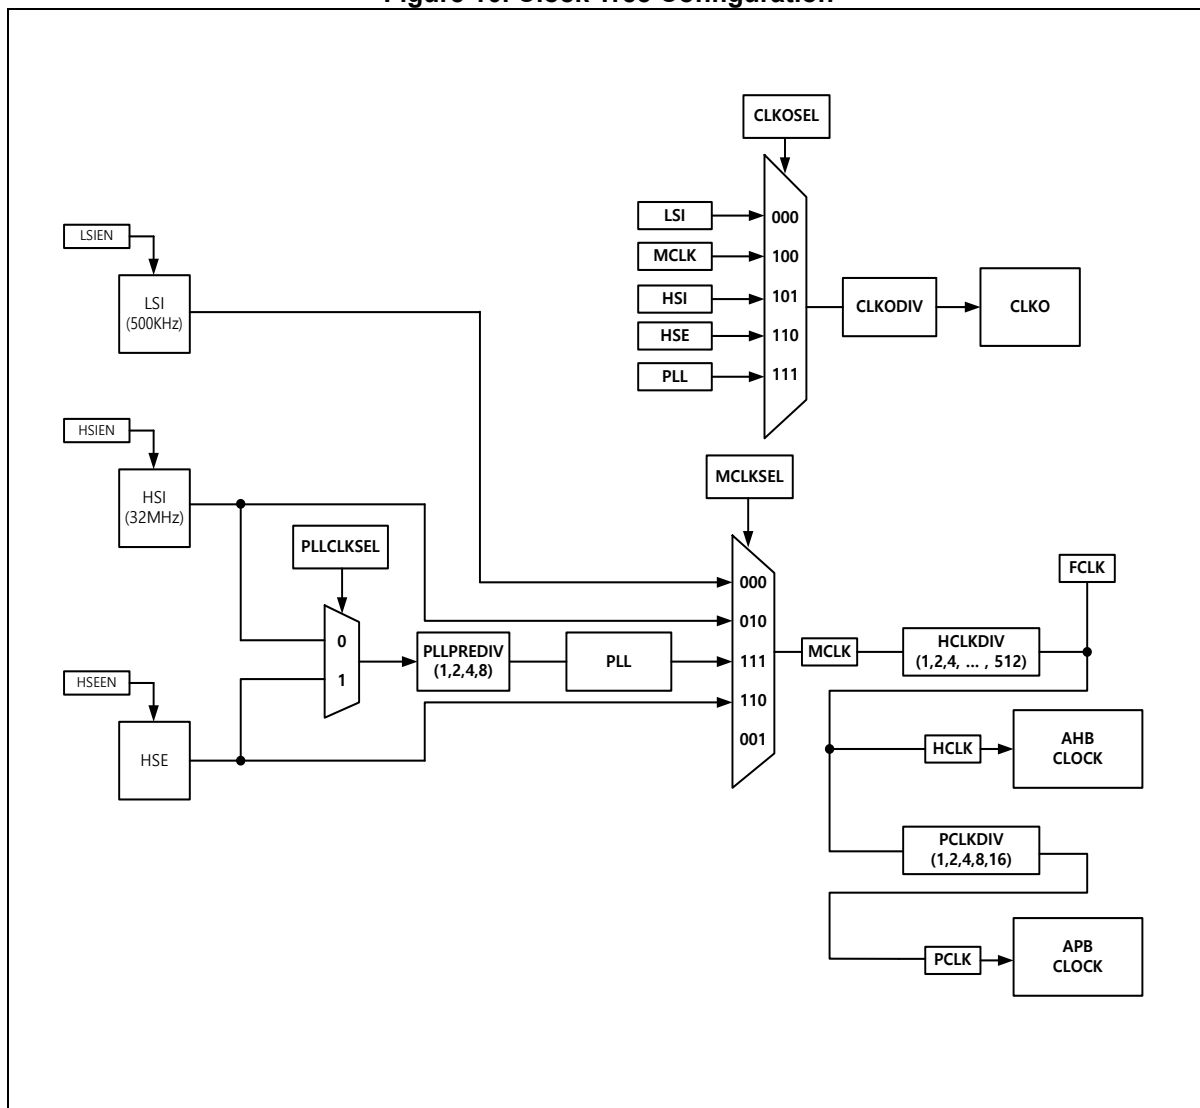 Figure 10. Clock Tree Configuration
CLKOSEL
LSI
000
MCLK
100
HSI
101
HSE
110
PLL
111
CLKODIV
CLKO
LSIEN
LSI
(500KHz)
HSIEN
HSI
(32MHz)
HSEEN
HSE
PLLCLKSEL
0
1
PLLPREDIV
(1,2,4,8)
PLL
MCLKSEL
000
010
111
110
001
MCLK
HCLKDIV
(1,2,4, ... , 512)
FCLK
HCLK
AHB
CLOCK
PCLKDIV
(1,2,4,8,16)
PCLK
APB
CLOCK